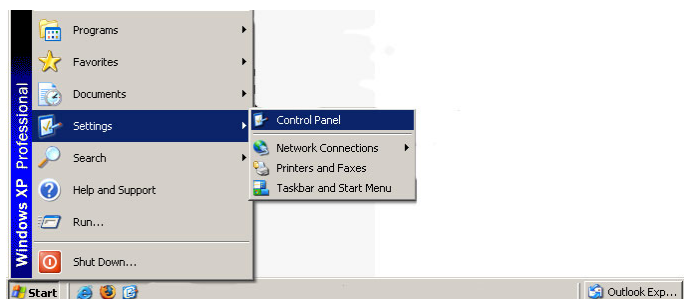 Programs
Favorites
Documents
Settings
Search
Help and Support
Run...
Shut Down...
Windows XP Professional
Control Panel
Network Connections
Printers and Faxes
Taskbar and Start Menu
Start
Outlook Exp...